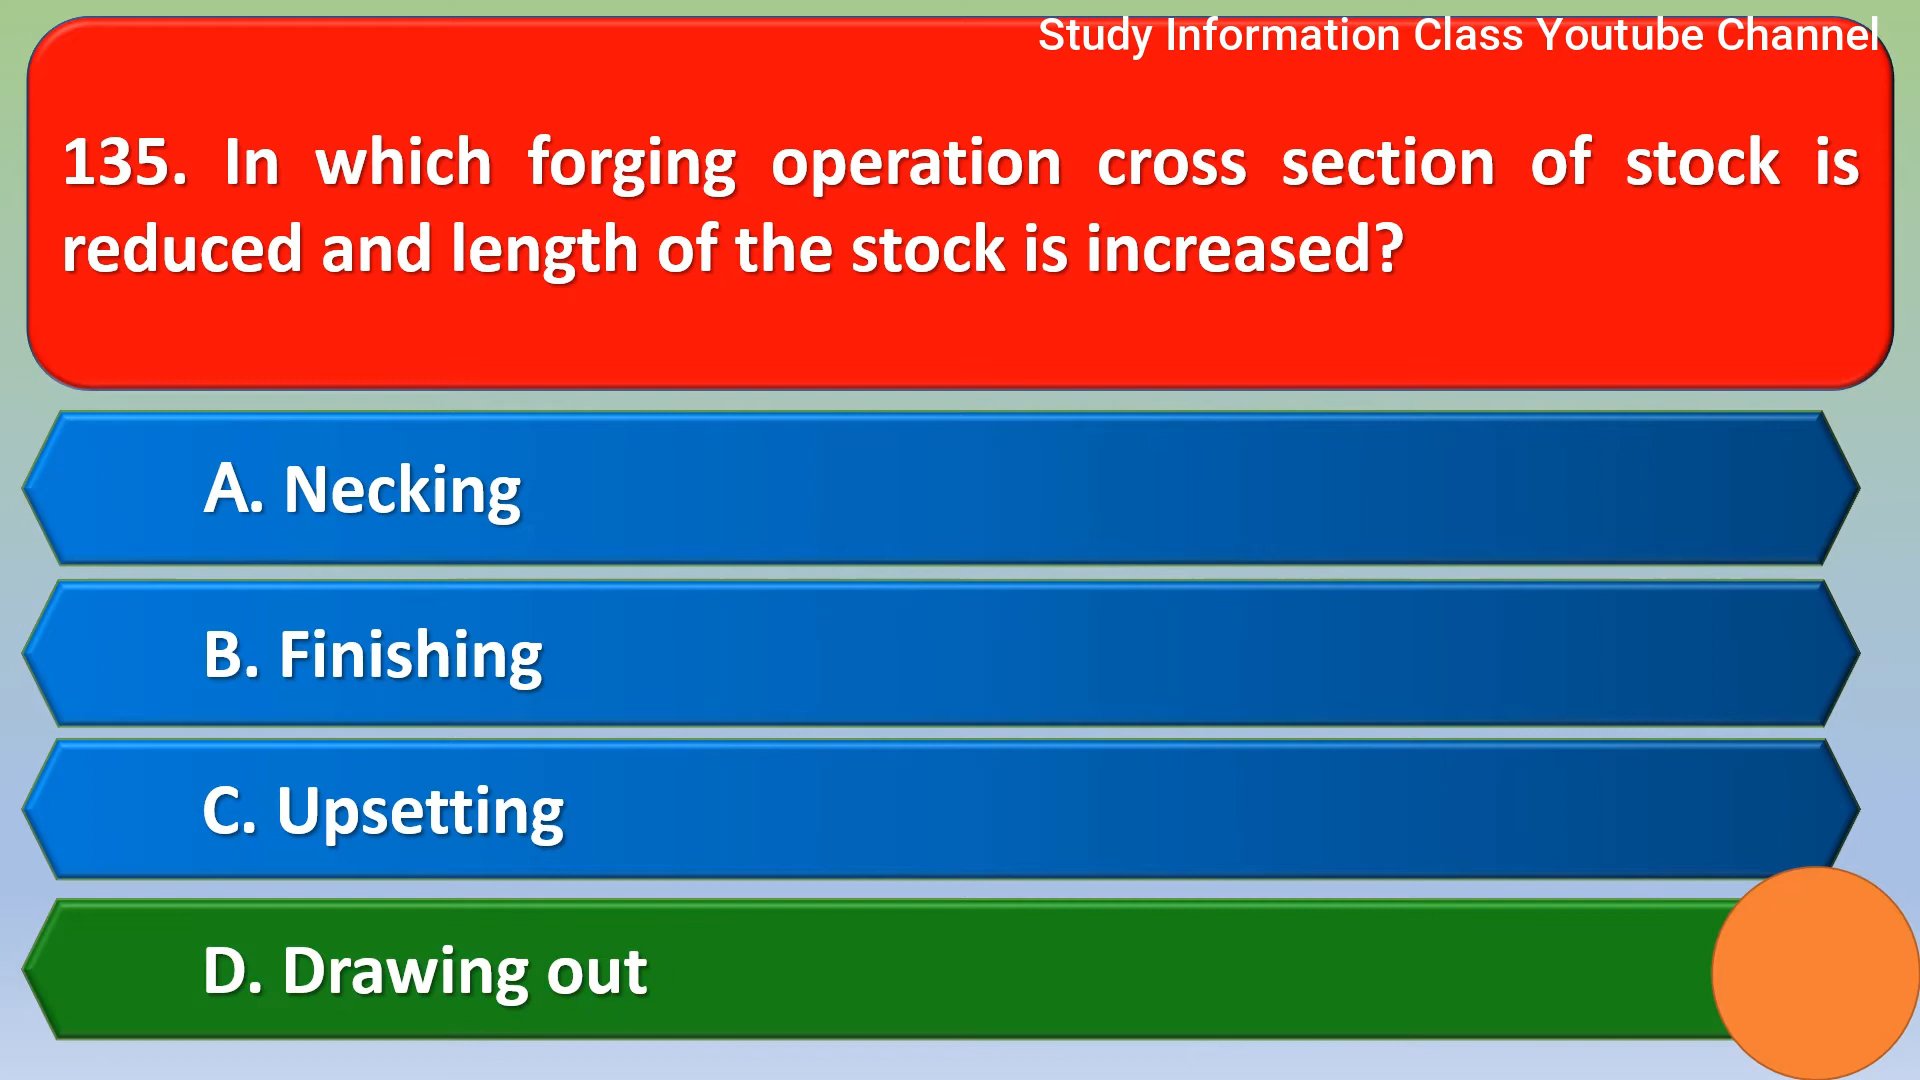 Study Information Class Youtube Channel
135. In which forging operation cross section of stock is
reduced and length of the stock is increased?
A. Necking
B. Finishing
C. Upsetting
D. Drawing out